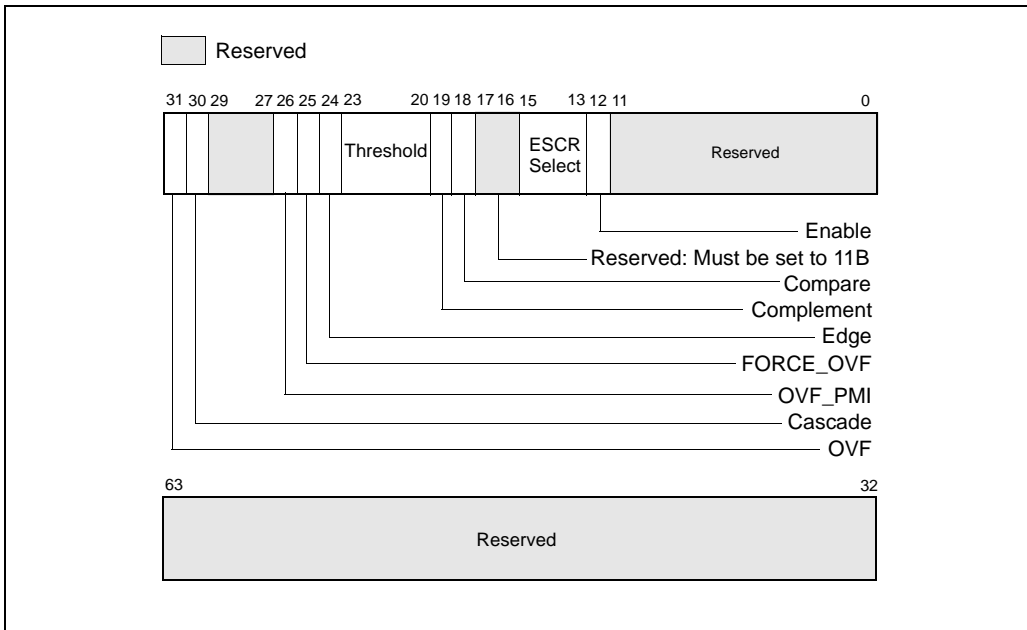 Reserved
31 30 29 27 26 25 24 23 20 19 18 17 16 15 13 12 11 0
Threshold
ESCR
Select
Reserved
Enable
Reserved: Must be set to 11B
Compare
Complement
Edge
FORCE_OVF
OVF_PMI
Cascade
OVF
63 32
Reserved